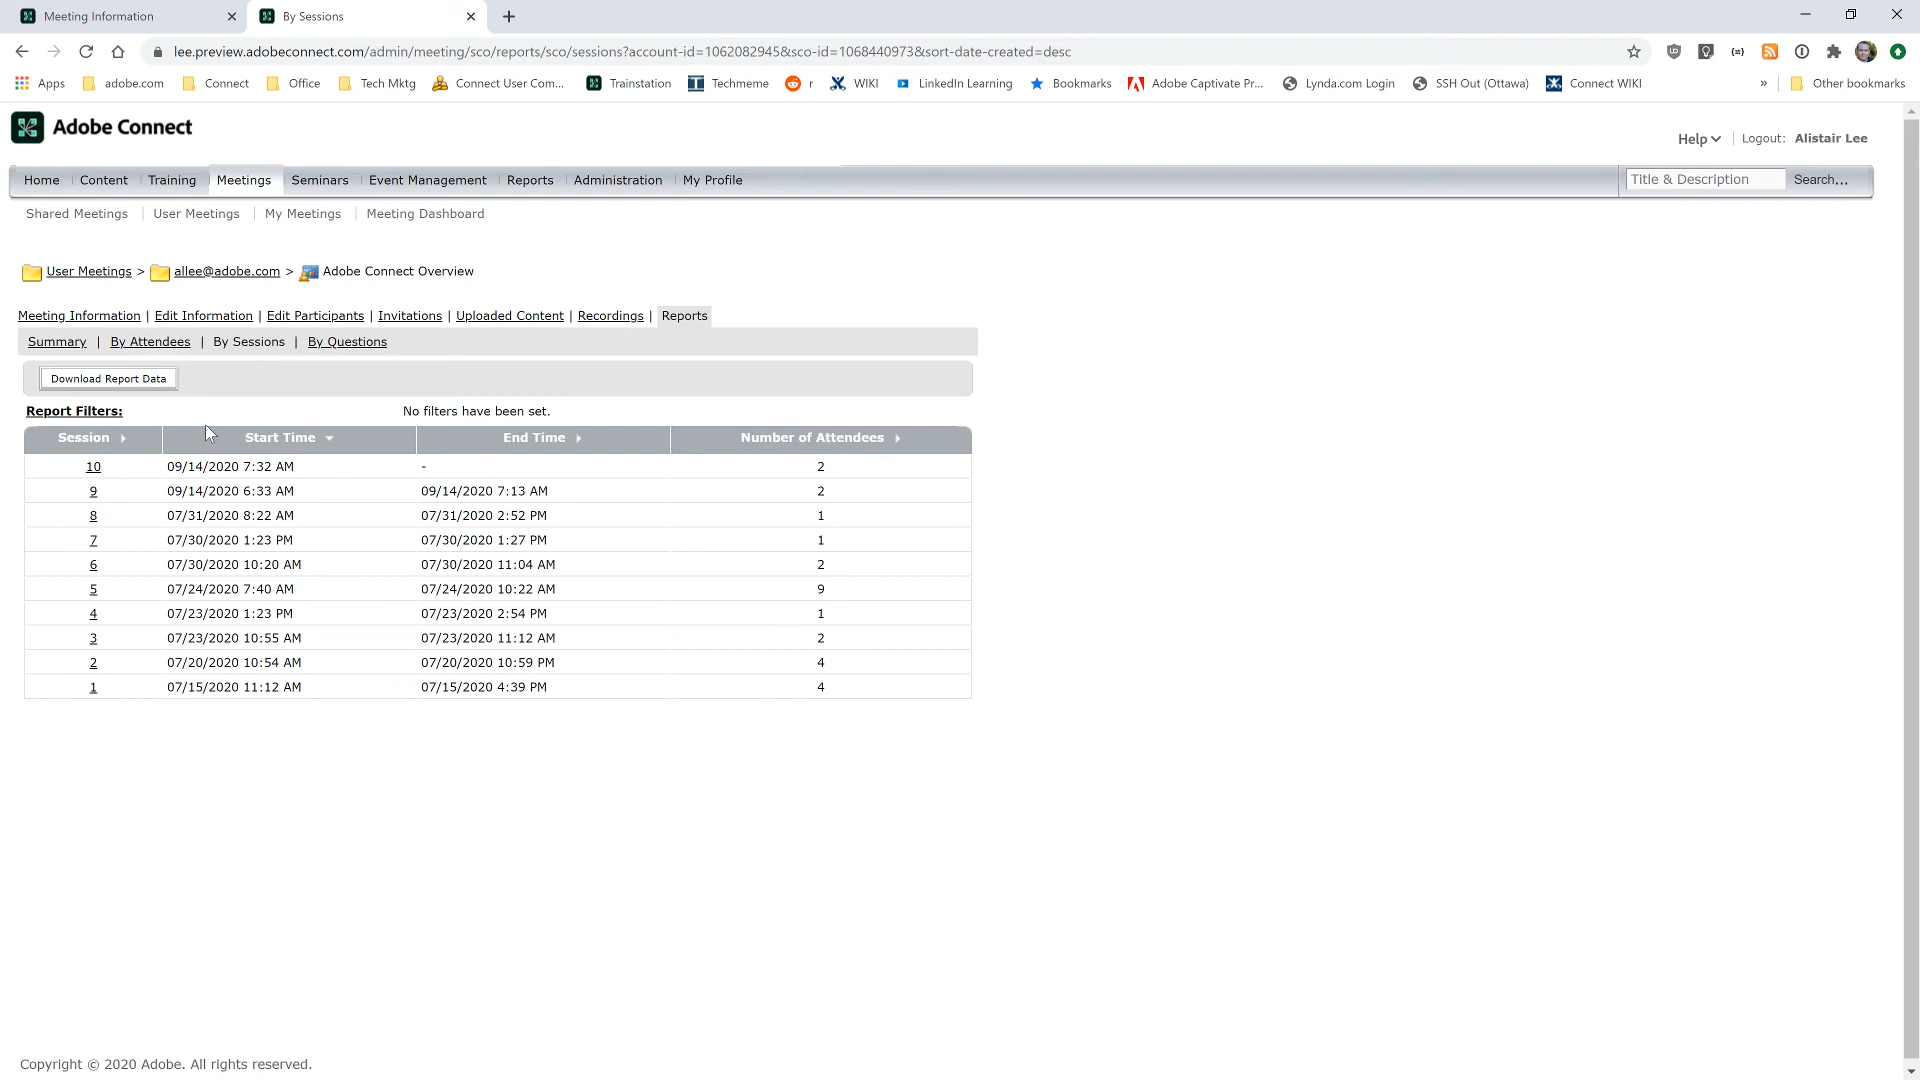 Meeting Information
By Sessions
lee.preview.adobeconnect.com/admin/meeting/sco/reports/sco/sessions?account-id=1062082945&sco-id=1068440973&sort-date-created=desc
Apps adobe.com Connect Office Tech Mktg Connect User Com... Trainstation Techmeme r WIKI LinkedIn Learning Bookmarks Adobe Captivate Pr... Lynda.com Login SSH Out (Ottawa) Connect WIKI » Other bookmarks
Adobe Connect
Help Logout: Alistair Lee
Home Content Training Meetings Seminars Event Management Reports Administration My Profile Title & Description Search...
Shared Meetings User Meetings My Meetings Meeting Dashboard
User Meetings > allee@adobe.com > Adobe Connect Overview
Meeting Information | Edit Information | Edit Participants | Invitations | Uploaded Content | Recordings | Reports
Summary | By Attendees | By Sessions | By Questions
Download Report Data
Report Filters: No filters have been set.
Session Start Time End Time Number of Attendees
10 09/14/2020 7:32 AM - 2
9 09/14/2020 6:33 AM 09/14/2020 7:13 AM 2
8 07/31/2020 8:22 AM 07/31/2020 2:52 PM 1
7 07/30/2020 1:23 PM 07/30/2020 1:27 PM 1
6 07/30/2020 10:20 AM 07/30/2020 11:04 AM 2
5 07/24/2020 7:40 AM 07/24/2020 10:22 AM 9
4 07/23/2020 1:23 PM 07/23/2020 2:54 PM 1
3 07/23/2020 10:55 AM 07/23/2020 11:12 AM 2
2 07/20/2020 10:54 AM 07/20/2020 10:59 PM 4
1 07/15/2020 11:12 AM 07/15/2020 4:39 PM 4
Copyright © 2020 Adobe. All rights reserved.